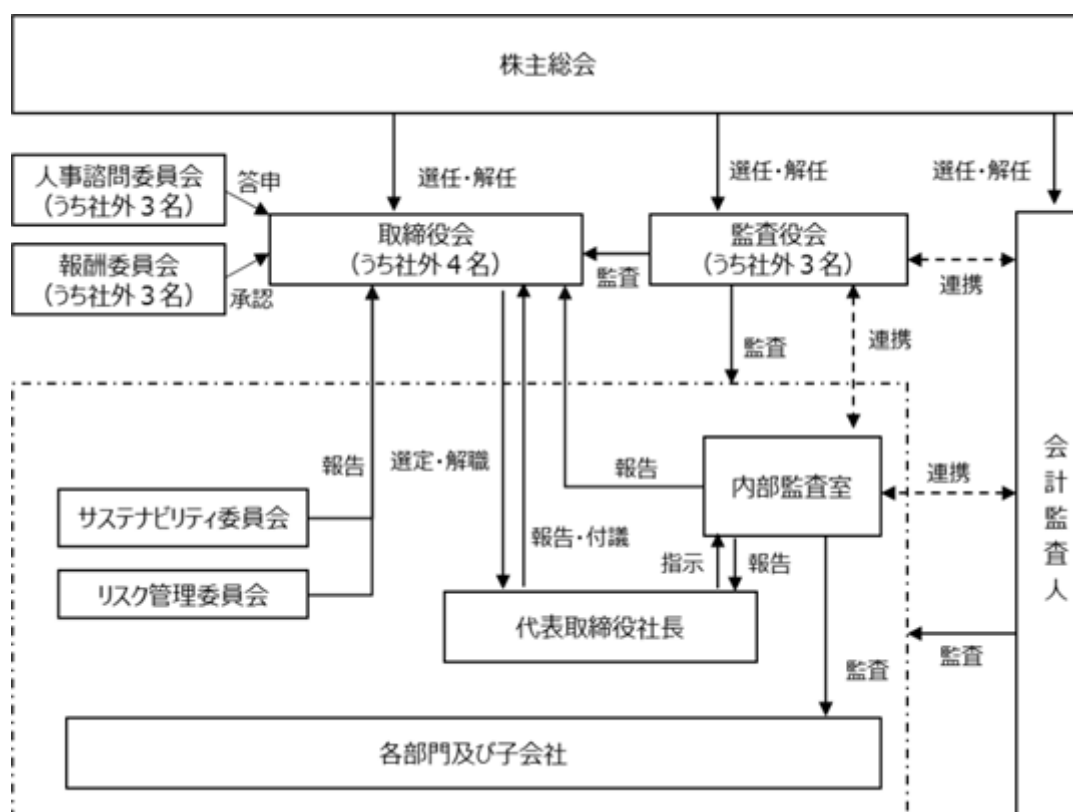 株主総会
選任・解任
選任・解任
選任・解任
人事諮問委員会
(うち社外３名)
答申
報酬委員会
(うち社外３名)
承認
取締役会
(うち社外４名)
監査
監査役会
(うち社外３名)
連携
連携
監査
報告
選定・解職
報告・付議
報告
内部監査室
連携
会計監査人
サステナビリティ委員会
リスク管理委員会
指示
報告
代表取締役社長
監査
監査
各部門及び子会社